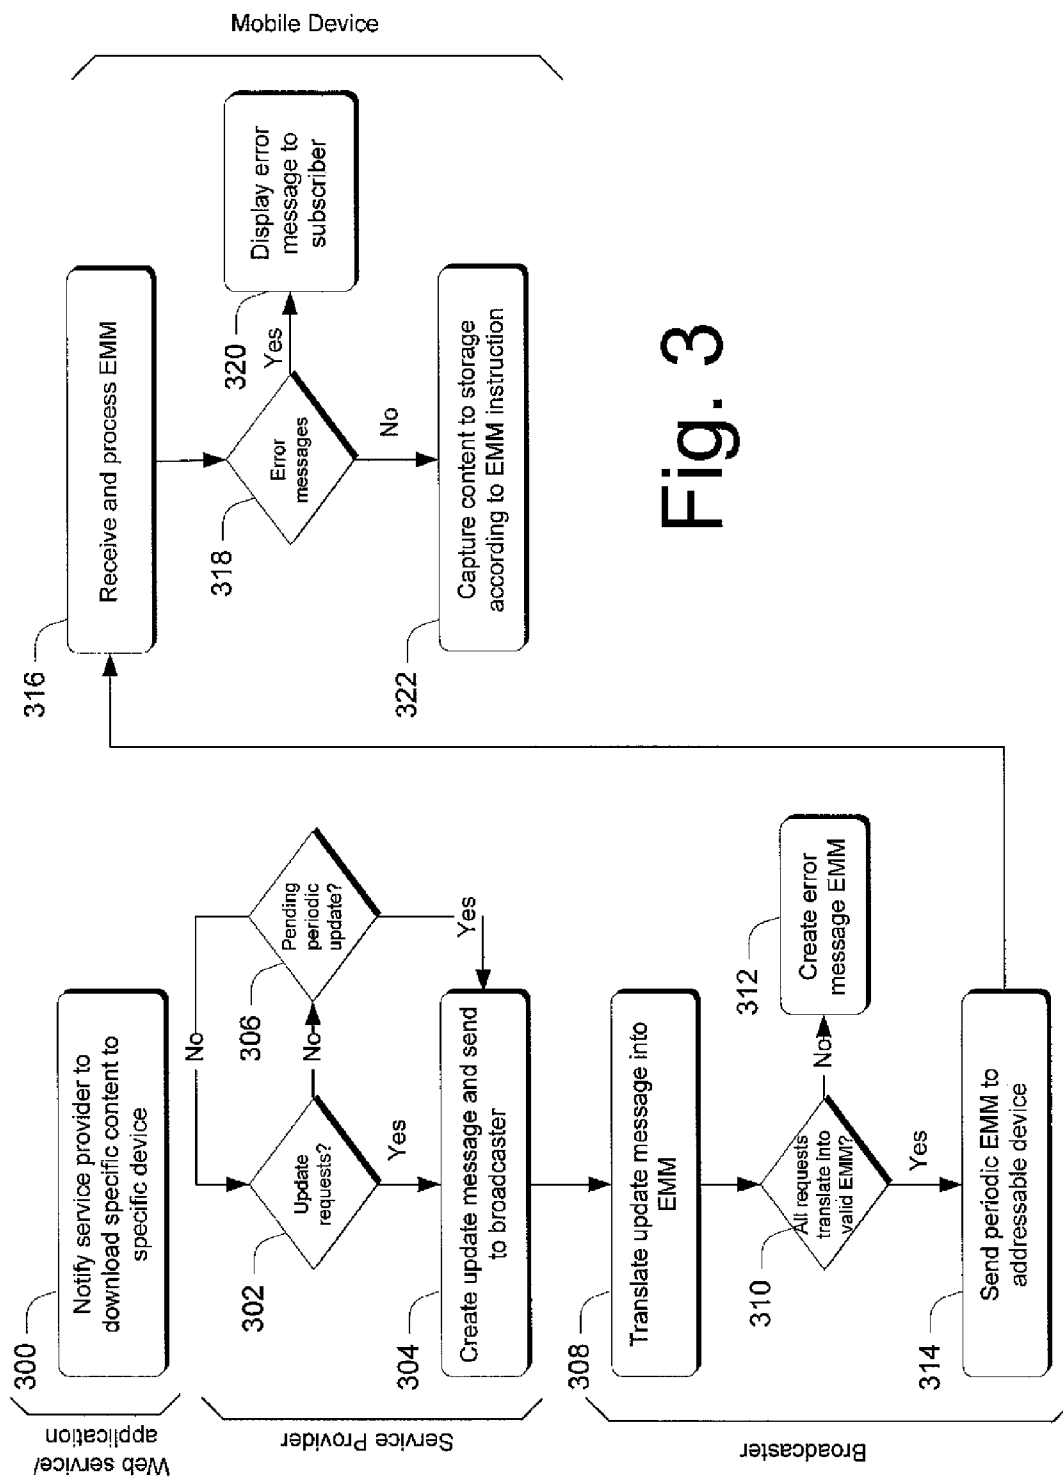 Web service/
application
300
Notify service provider to
download specific content to
specific device
Service Provider
302
Update
requests?
No
Yes
306
Pending
periodic
update?
No
Yes
304
Create update message and send
to broadcaster
Broadcaster
308
Translate update message into
EMM
310
All requests
translate into
valid EMM?
No
Yes
312
Create error
message EMM
314
Send periodic EMM to
addressable device
Mobile Device
316
Receive and process EMM
318
Error
messages
Yes
No
320
Display error
message to
subscriber
322
Capture content to storage
according to EMM instruction
Fig. 3